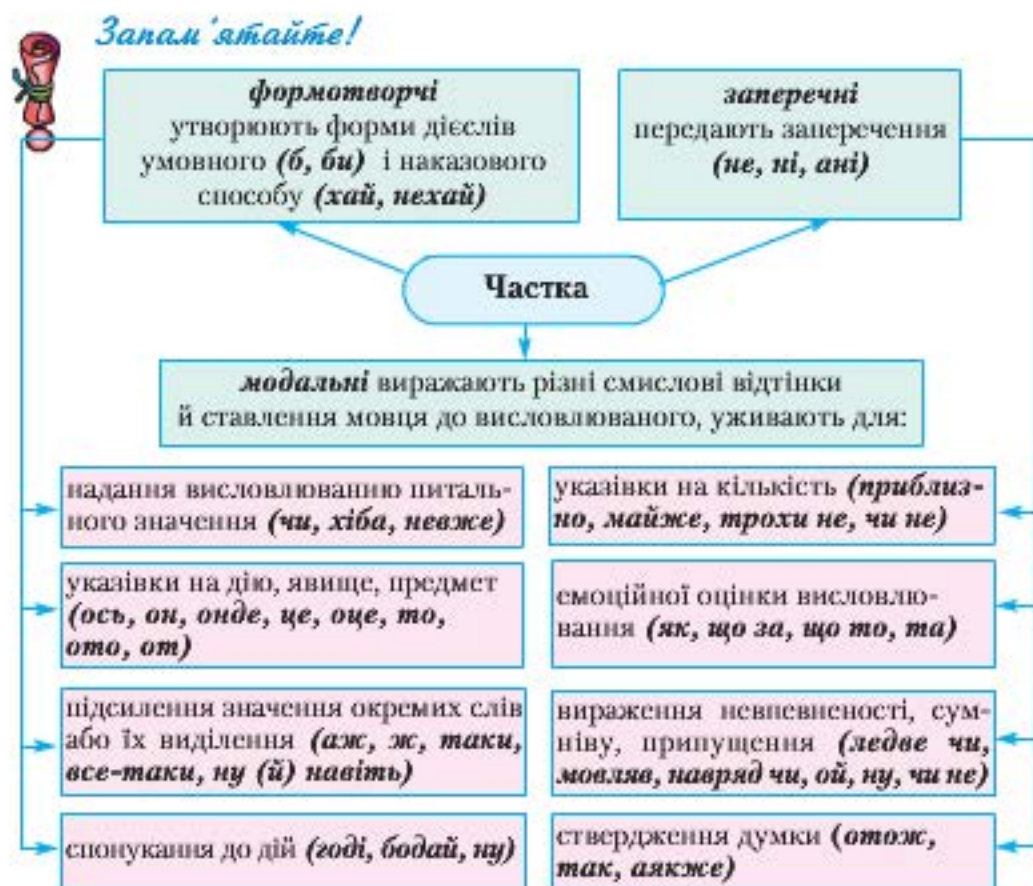 Запам'ятайте!
формотворчі
утворюють форми дієслів
умовного (б, би) і наказового
способу (хай, нехай)
заперечні
передають заперечення
(не, ні, ані)
Частка
модальні виражають різні смислові відтінки
й ставлення мовця до висловлюваного, уживають для:
надання висловлюванню питаль-
ного значення (чи, хіба, невже)
указівки на дію, явище, предмет
(ось, он, онде, це, оце, то,
ото, от)
підсилення значення окремих слів
або їх виділення (аж, ж, таки,
все-таки, ну (й) навіть)
спонукання до дій (годі, бодай, ну)
указівки на кількість (приблиз-
но, майже, трохи не, чи не)
емоційної оцінки висловлю-
вання (як, що за, що то, та)
вираження невпевненості, сум-
ніву, припущення (ледве чи,
мовляв, навряд чи, ой, ну, чи не)
ствердження думки (отож,
так, аякже)